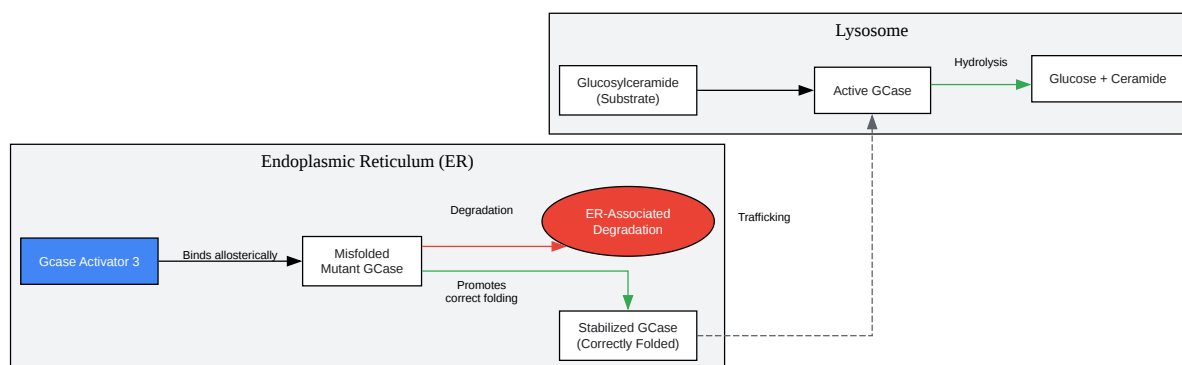 Lysosome
Glucosylceramide
(Substrate)
Active GCase
Hydrolysis
Glucose + Ceramide
Endoplasmic Reticulum (ER)
Gcase Activator 3
Binds allosterically
Misfolded
Mutant GCase
Degradation
ER-Associated
Degradation
Promotes
correct folding
Stabilized GCase
(Correctly Folded)
Trafficking